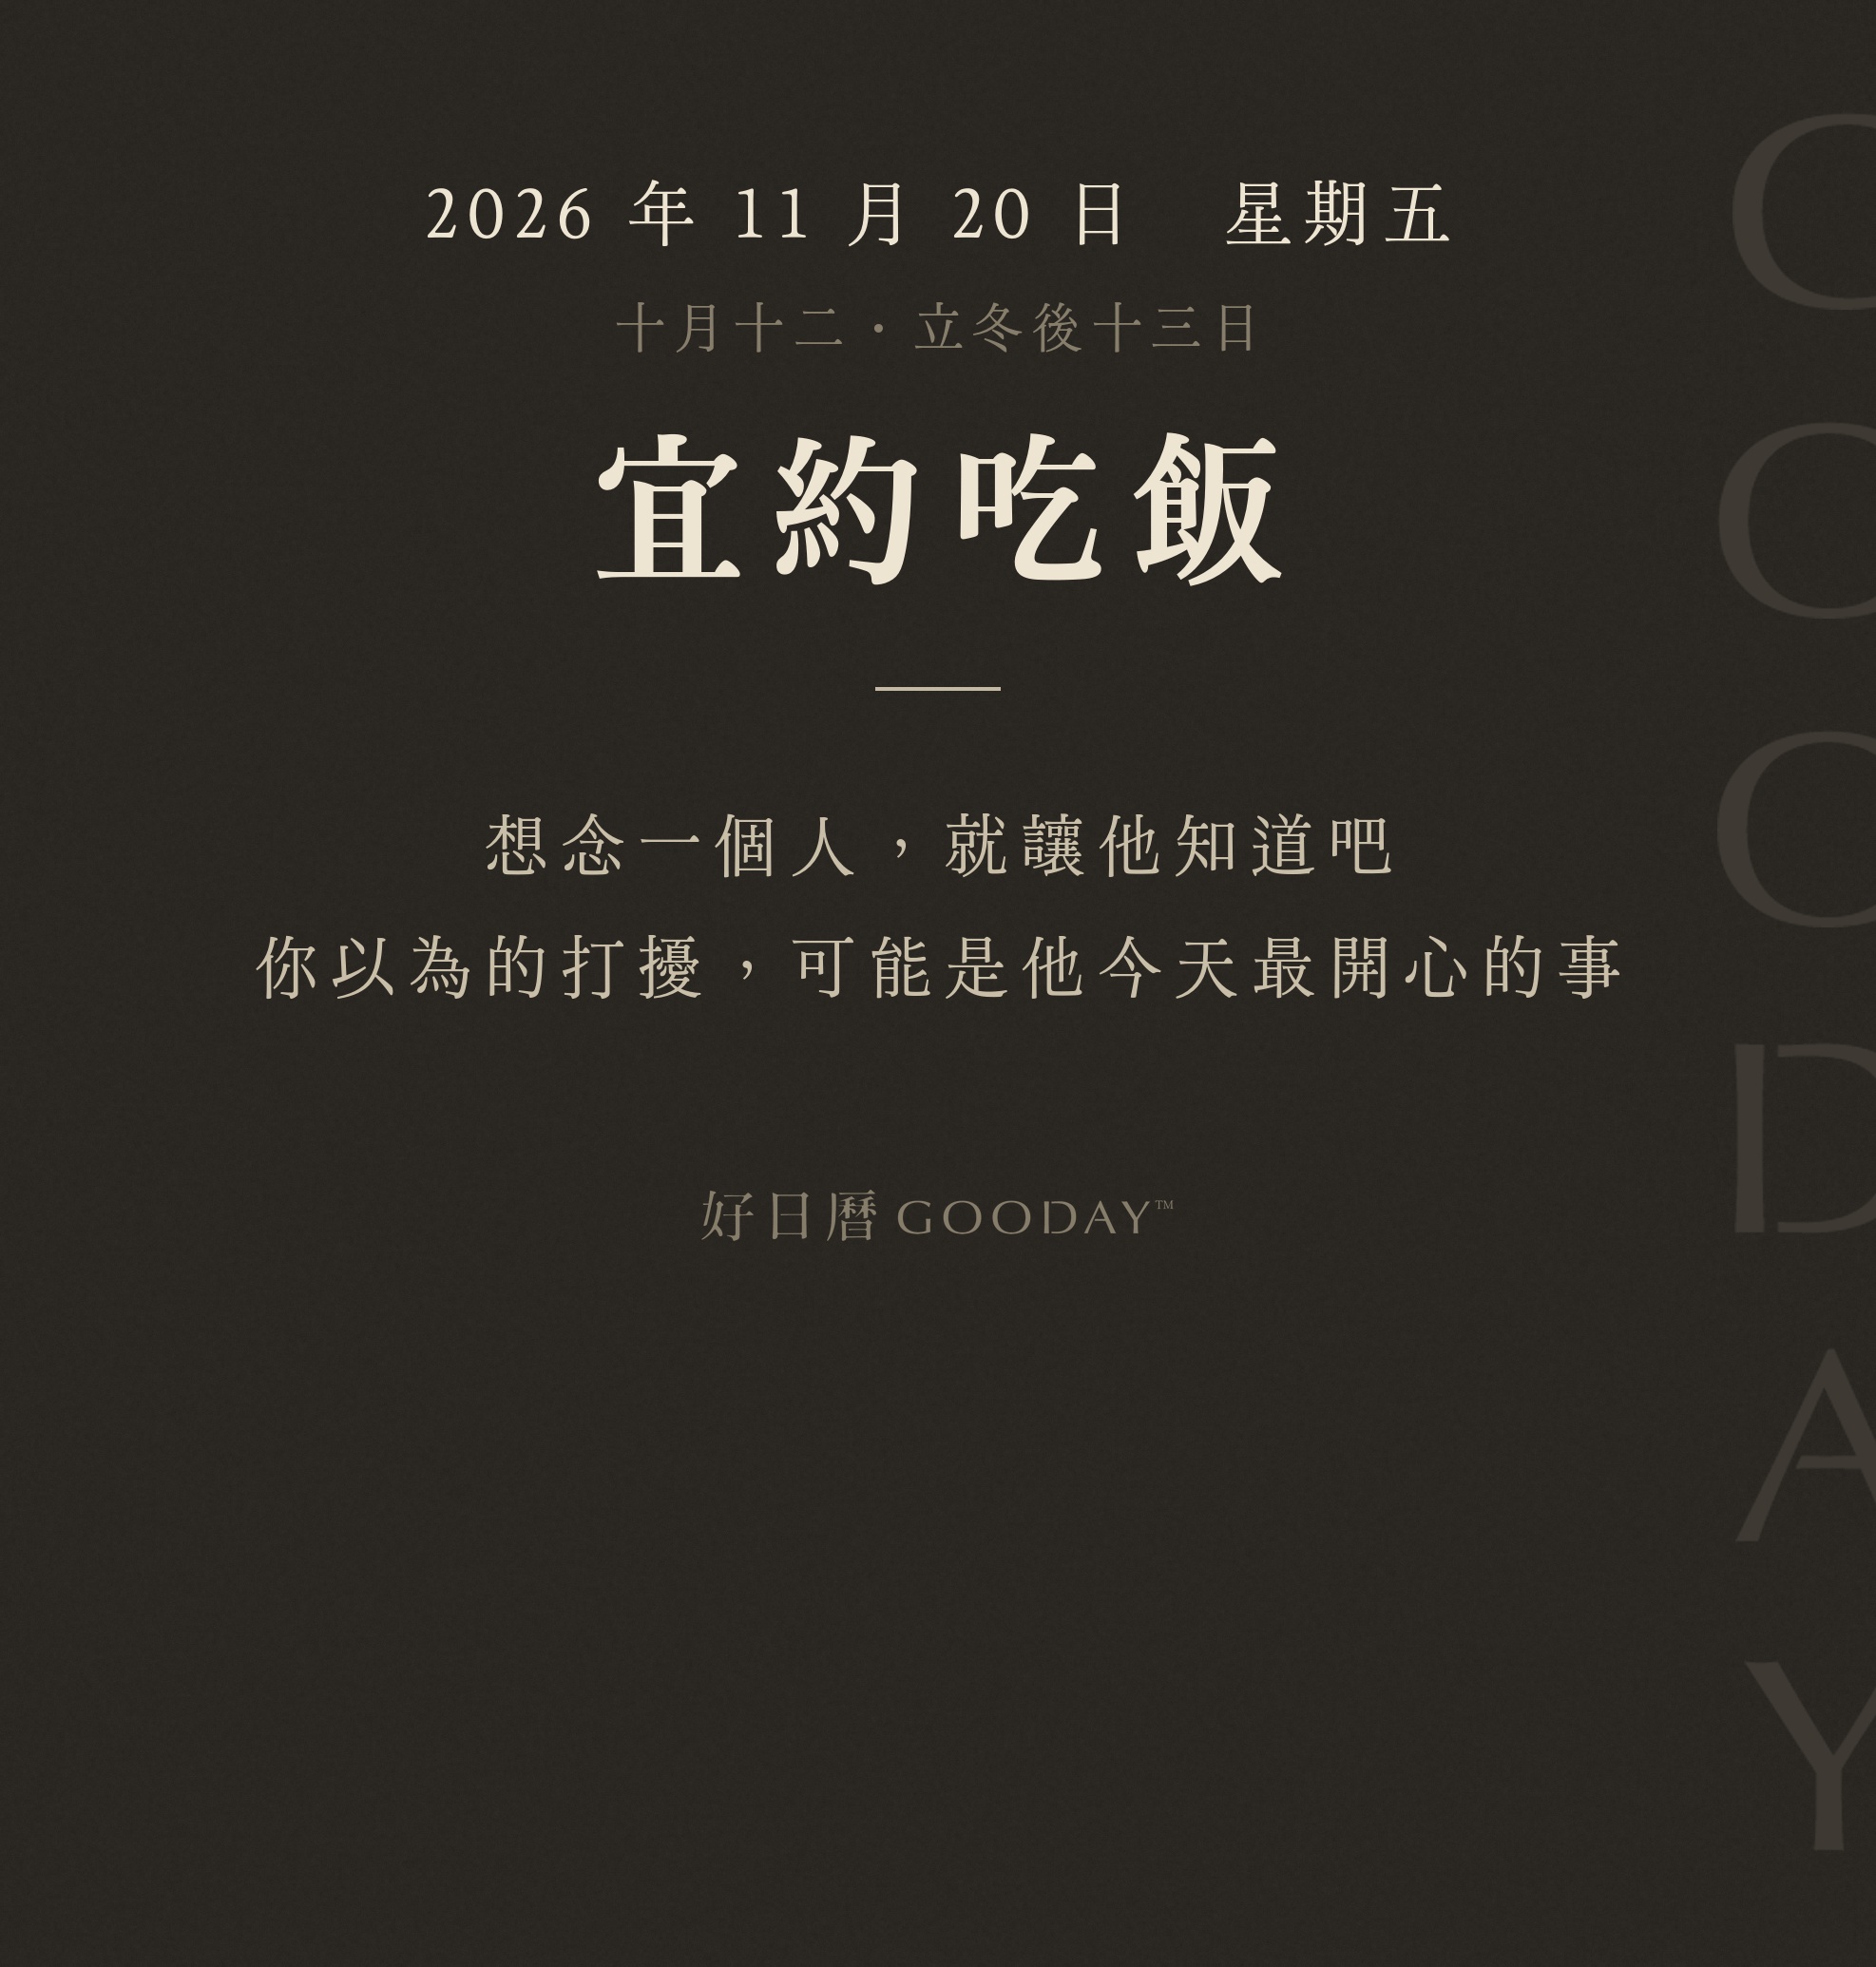 2026 年 11 月 20 日　星期五
十月十二・立冬後十三日
宜約吃飯
想念一個人，就讓他知道吧
你以為的打擾，可能是他今天最開心的事
好日曆 GOODAY™
GOODAY